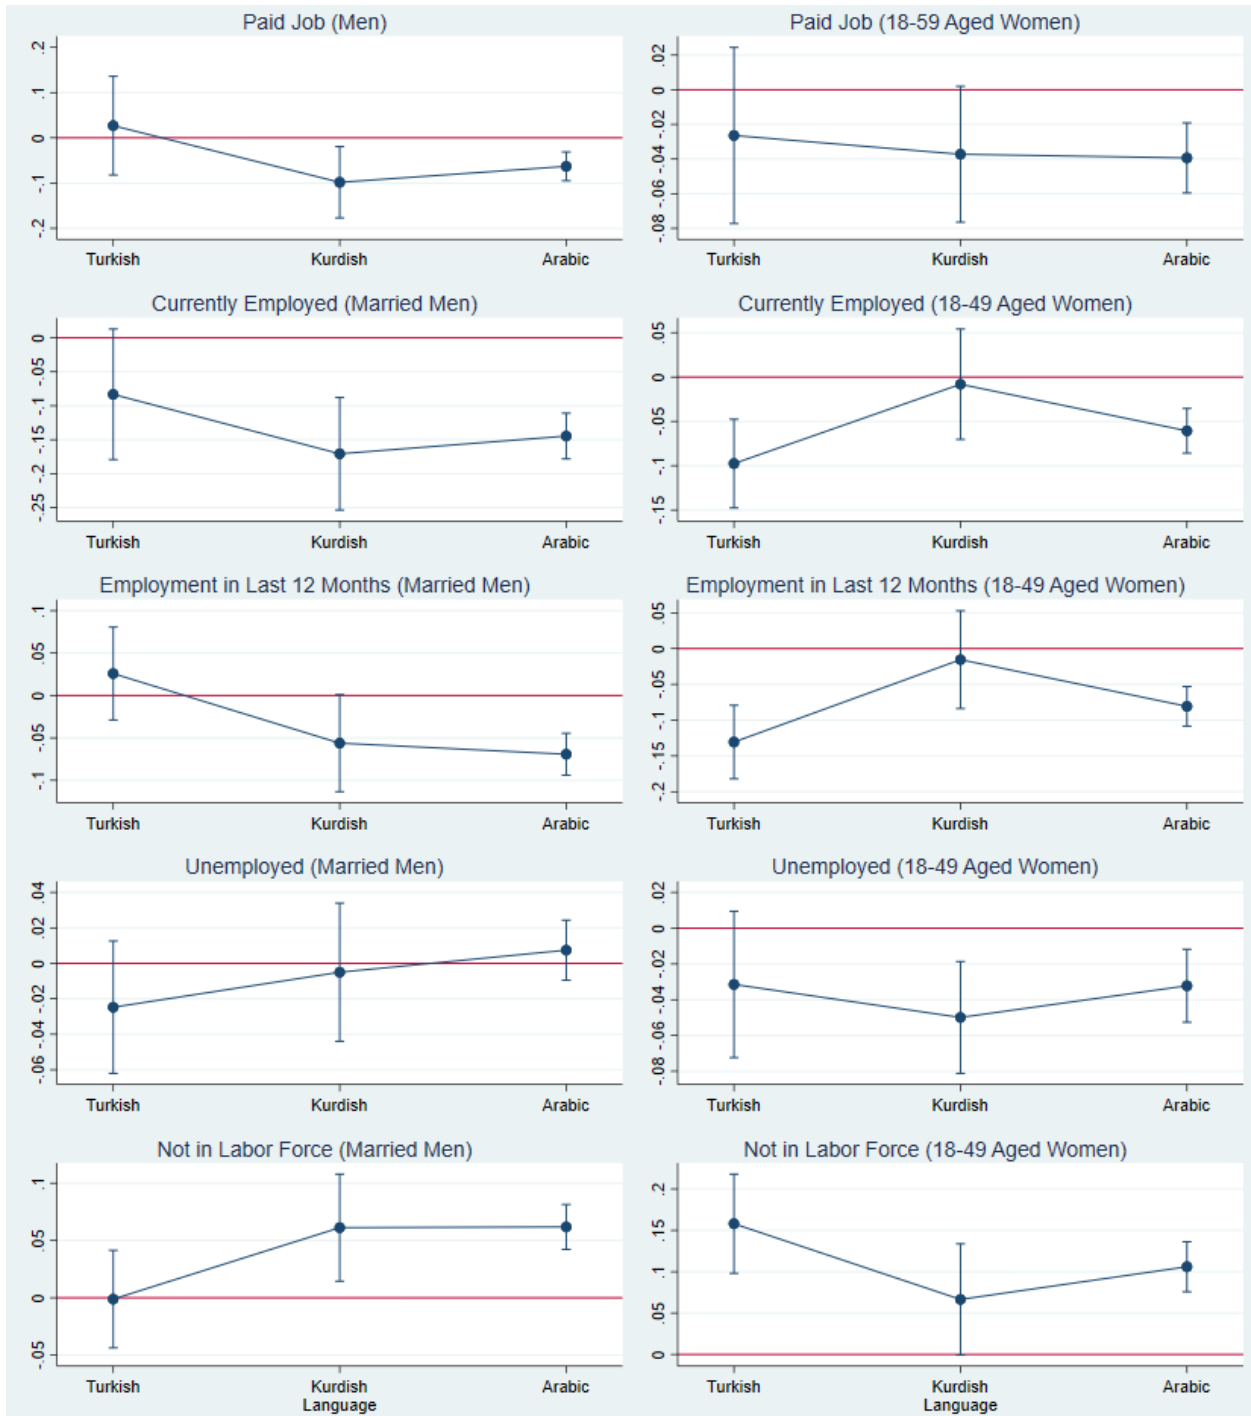 Paid Job (Men)
.2
.1
0
-.1
-.2
Turkish Kurdish Arabic
Paid Job (18-59 Aged Women)
.02
0
-.02
-.04
-.06
-.08
Turkish Kurdish Arabic
Currently Employed (Married Men)
0
-.05
-.1
-.15
-.2
-.25
Turkish Kurdish Arabic
Currently Employed (18-49 Aged Women)
.05
0
-.05
-.1
-.15
Turkish Kurdish Arabic
Employment in Last 12 Months (Married Men)
.1
.05
0
-.05
-.1
Turkish Kurdish Arabic
Employment in Last 12 Months (18-49 Aged Women)
.05
0
-.05
-.1
-.15
-.2
Turkish Kurdish Arabic
Unemployed (Married Men)
.04
.02
0
-.02
-.04
-.06
Turkish Kurdish Arabic
Unemployed (18-49 Aged Women)
.02
0
-.02
-.04
-.06
-.08
Turkish Kurdish Arabic
Not in Labor Force (Married Men)
.1
.05
0
-.05
Turkish Kurdish Arabic
Language
Not in Labor Force (18-49 Aged Women)
.2
.15
.1
.05
0
Turkish Kurdish Arabic
Language